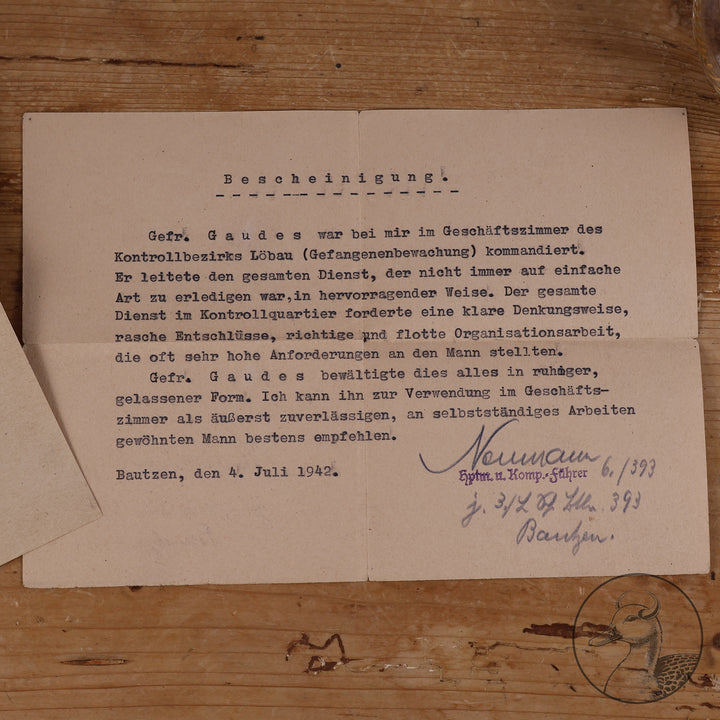 Bescheinigung.
Gefr. Gaudes war bei mir im Geschäftszimmer des
Kontrollbezirks Löbau (Gefangenenbewachung) kommandiert.
Er leitete den gesamten Dienst, der nicht immer auf einfache
Art zu erledigen war, in hervorragender Weise. Der gesamte
Dienst im Kontrollquartier forderte eine klare Denkungsweise,
rasche Entschlüsse, richtige und flotte Organisationsarbeit,
die oft sehr hohe Anforderungen an den Mann stellten.
Gefr. Gaudes bewältigte dies alles in ruhiger,
gelassener Form. Ich kann ihn zur Verwendung im Geschäfts-
zimmer als äußerst zuverlässigen, an selbstständiges Arbeiten
gewöhnten Mann bestens empfehlen.
Bautzen, den 4. Juli 1942.
Neumann
Hptm. u. Komp.-Führer 6./393
393
Bautzen.